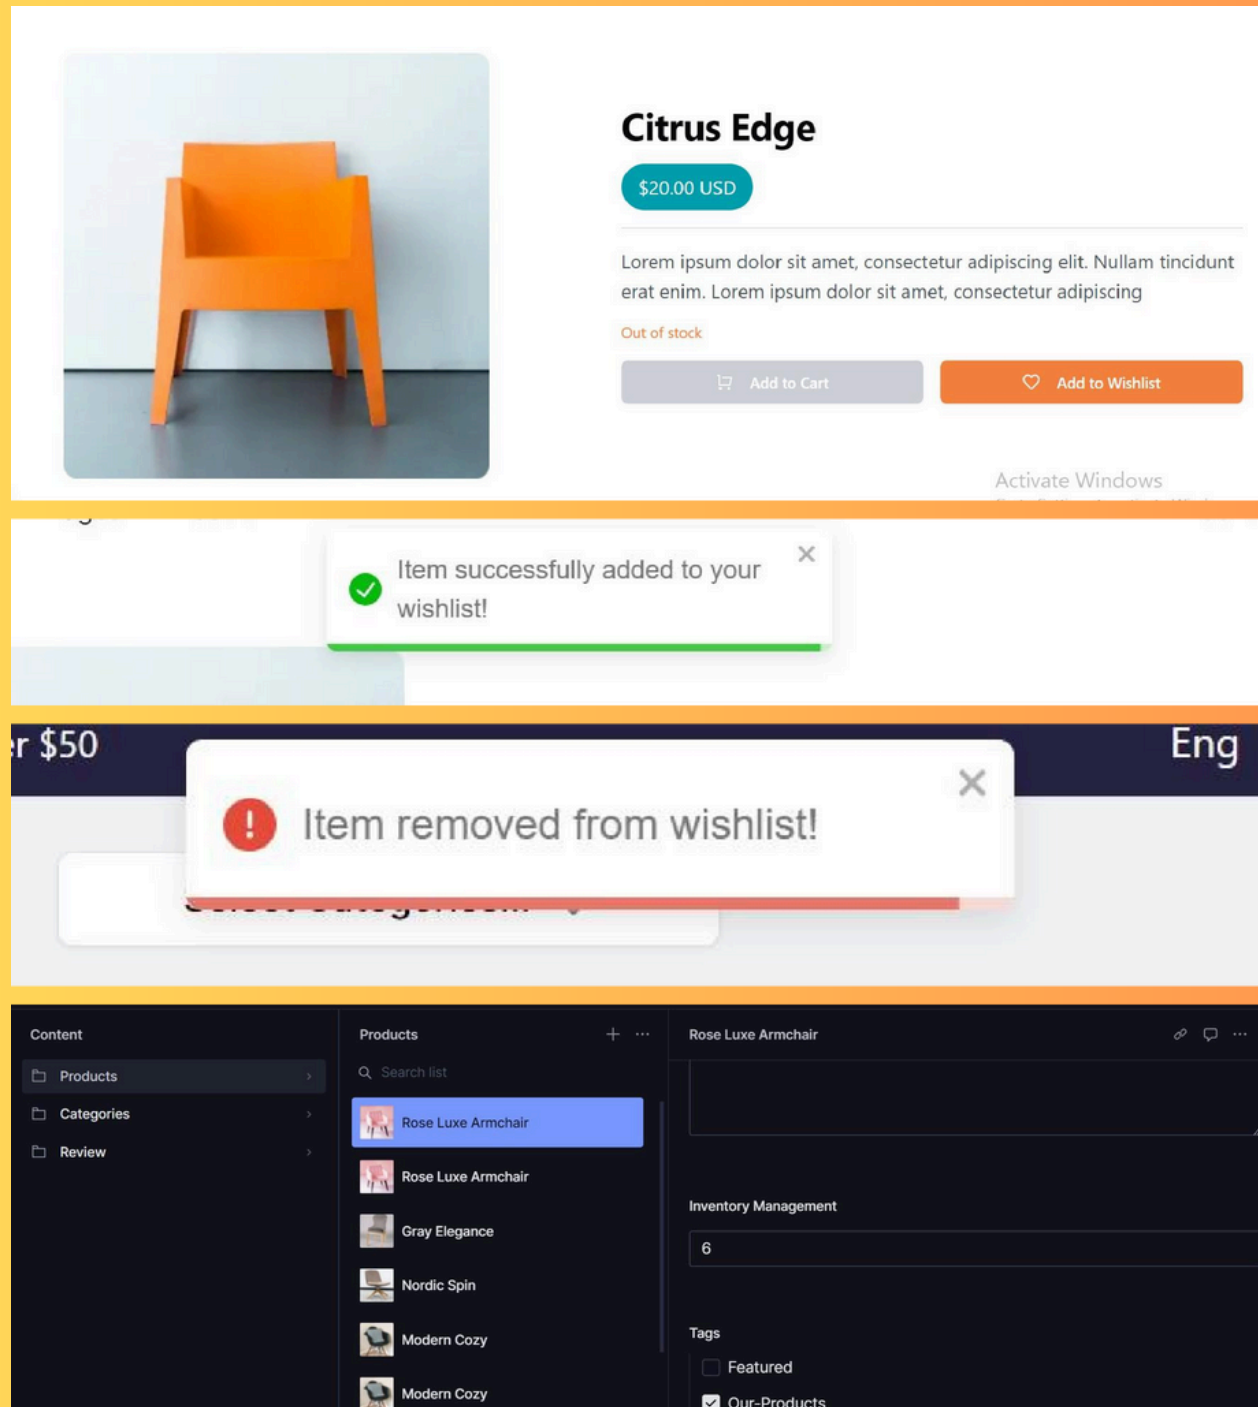 Citrus Edge
$20.00 USD
Lorem ipsum dolor sit amet, consectetur adipiscing elit. Nullam tincidunt
erat enim. Lorem ipsum dolor sit amet, consectetur adipiscing
Out of stock
Add to Cart
Add to Wishlist
Activate Windows
Item successfully added to your
wishlist!
$50
Eng
Item removed from wishlist!
Content
Products
Categories
Review
Products
Search list
Rose Luxe Armchair
Rose Luxe Armchair
Gray Elegance
Nordic Spin
Modern Cozy
Modern Cozy
Rose Luxe Armchair
Inventory Management
6
Tags
Featured
Our-Products